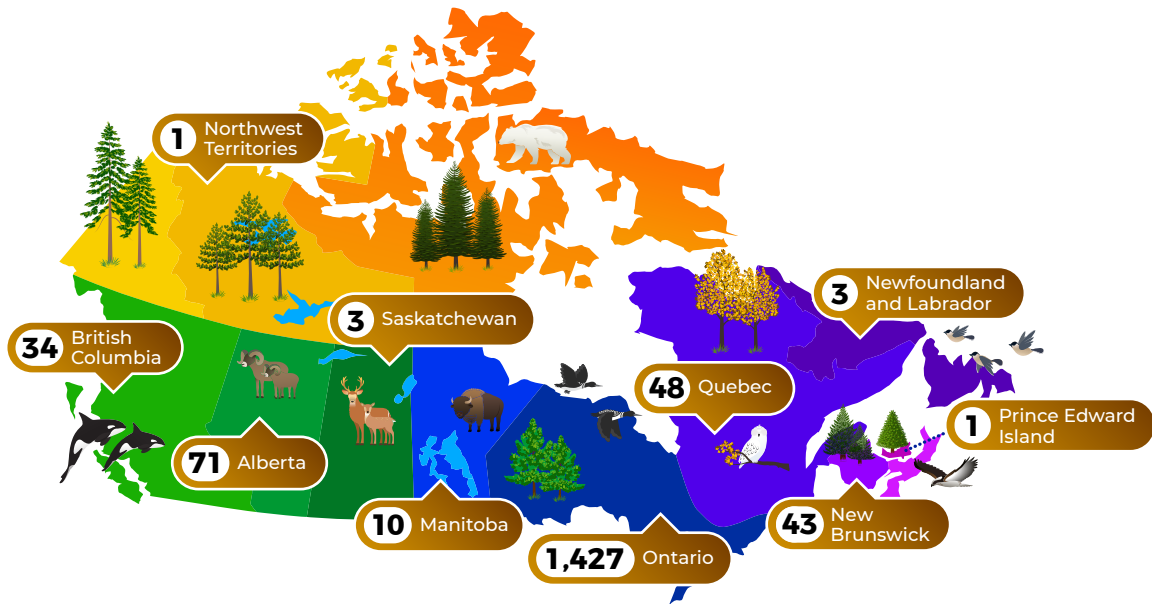 1
Northwest
Territories
3
Newfoundland
and Labrador
3
Saskatchewan
34
British
Columbia
48
Quebec
1
Prince Edward
Island
71
Alberta
10
Manitoba
43
New
Brunswick
1,427
Ontario